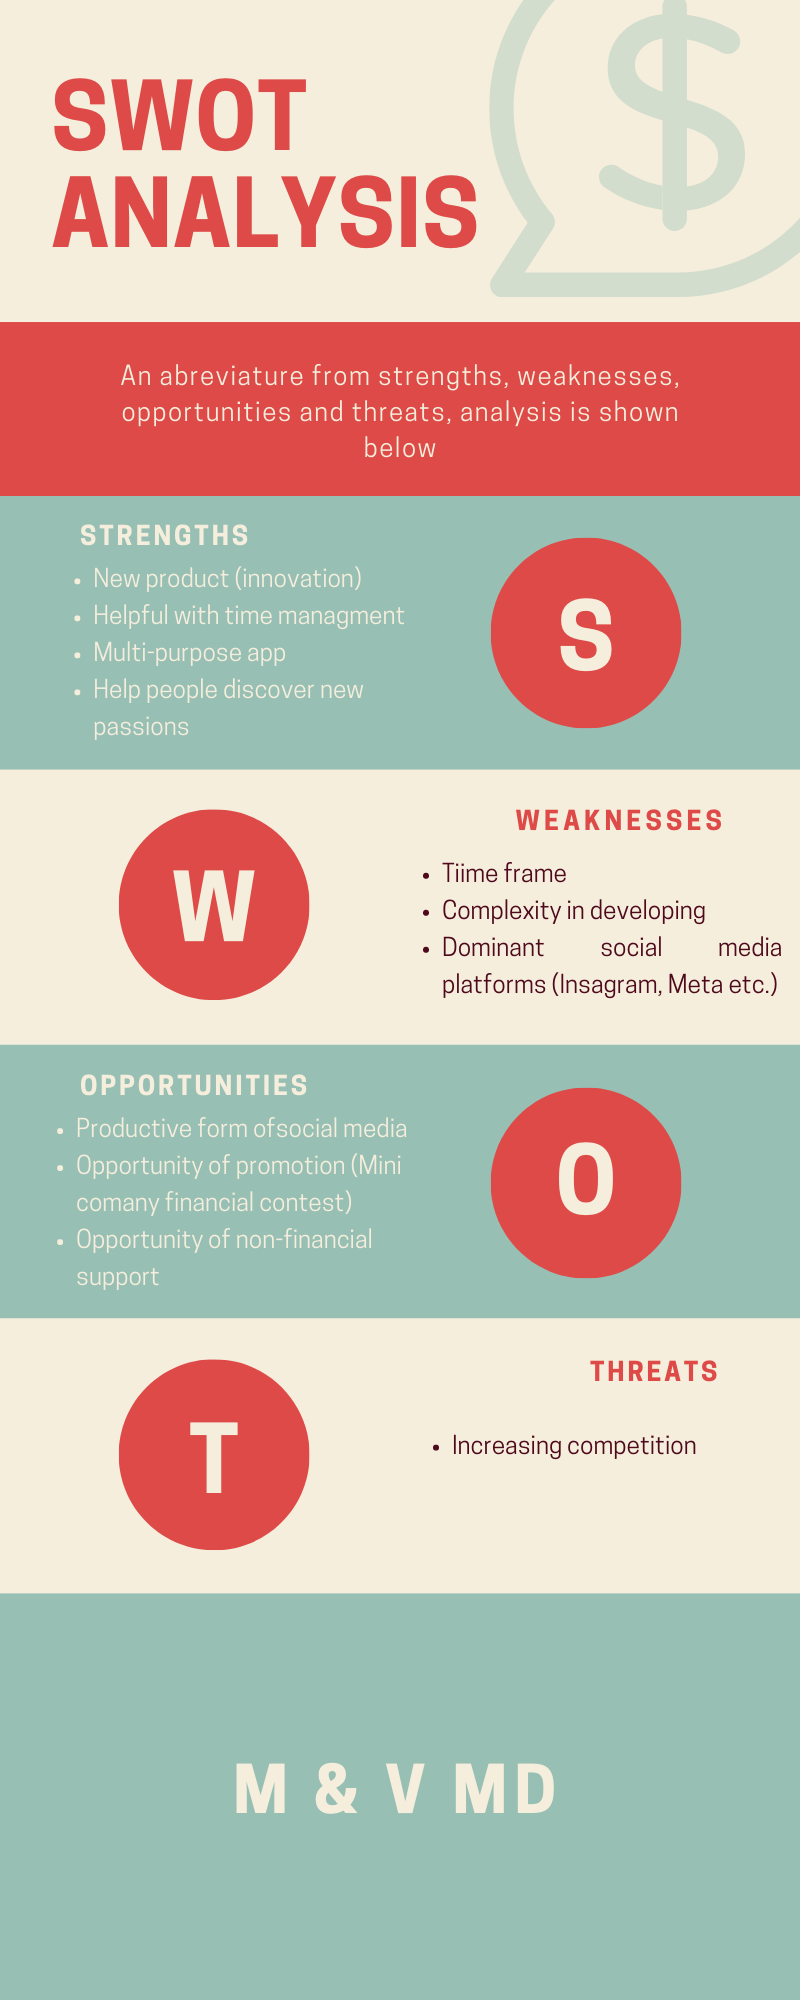 SWOT
ANALYSIS
An abreviature from strengths, weaknesses,
opportunities and threats, analysis is shown
below
STRENGTHS
• New product (innovation)
• Helpful with time managment
• Multi-purpose app
• Help people discover new
passions
S
W
WEAKNESSES
• Tiime frame
• Complexity in developing
• Dominant social media
platforms (Insagram, Meta etc.)
OPPORTUNITIES
• Productive form ofsocial media
• Opportunity of promotion (Mini
comany financial contest)
• Opportunity of non-financial
support
O
T
THREATS
• Increasing competition
M & V MD